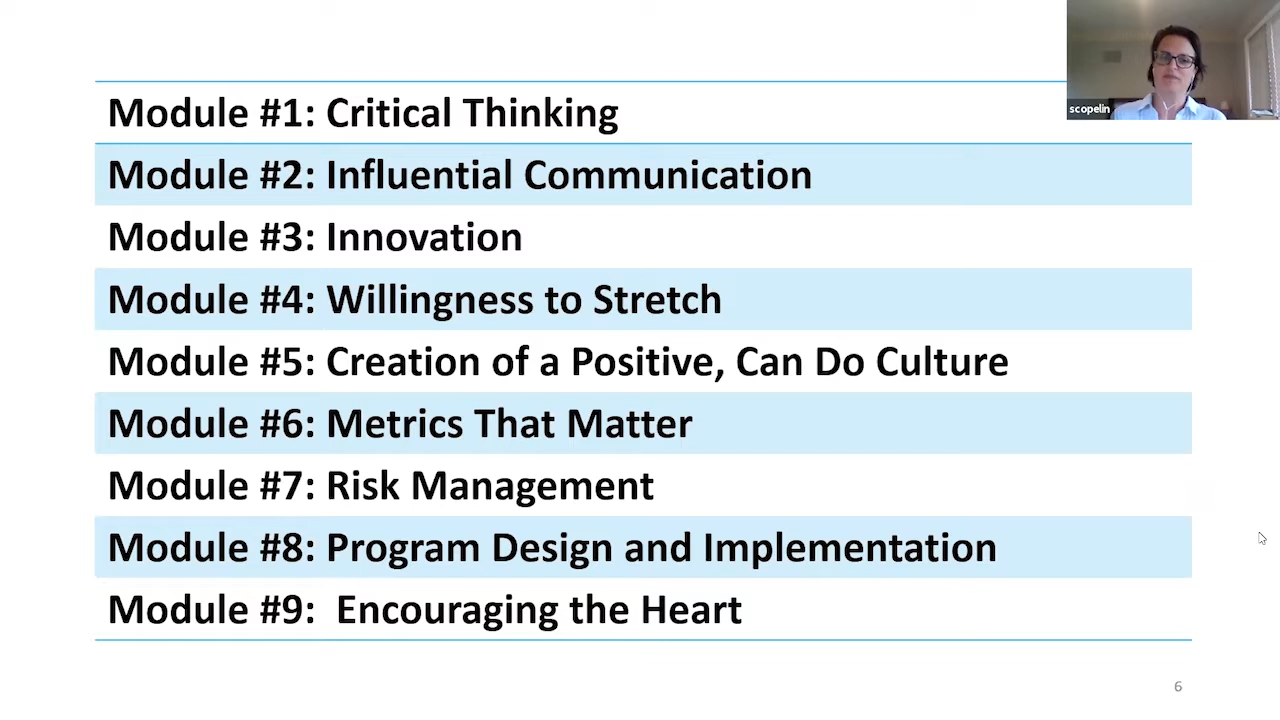 scopelin
Module #1: Critical Thinking
Module #2: Influential Communication
Module #3: Innovation
Module #4: Willingness to Stretch
Module #5: Creation of a Positive, Can Do Culture
Module #6: Metrics That Matter
Module #7: Risk Management
Module #8: Program Design and Implementation
Module #9:  Encouraging the Heart
6